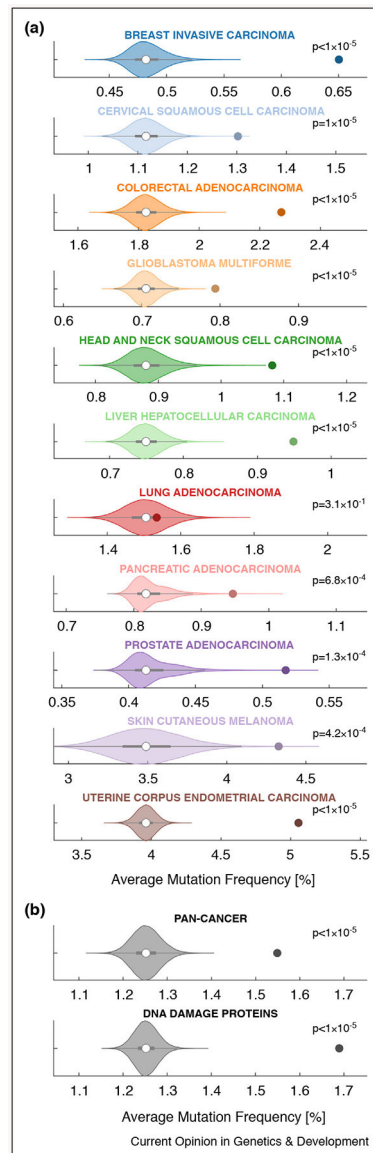 (a)
BREAST INVASIVE CARCINOMA
p<1×10⁻⁵
0.45 0.5 0.55 0.6 0.65
CERVICAL SQUAMOUS CELL CARCINOMA
p=1×10⁻⁵
1 1.1 1.2 1.3 1.4 1.5
COLORECTAL ADENOCARCINOMA
p<1×10⁻⁵
1.6 1.8 2 2.2 2.4
GLIOBLASTOMA MULTIFORME
p<1×10⁻⁵
0.6 0.7 0.8 0.9
HEAD AND NECK SQUAMOUS CELL CARCINOMA
p<1×10⁻⁵
0.8 0.9 1 1.1 1.2
LIVER HEPATOCELLULAR CARCINOMA
p<1×10⁻⁵
0.7 0.8 0.9 1
LUNG ADENOCARCINOMA
p=3.1×10⁻¹
1.4 1.6 1.8 2
PANCREATIC ADENOCARCINOMA
p=6.8×10⁻⁴
0.7 0.8 0.9 1 1.1
PROSTATE ADENOCARCINOMA
p=1.3×10⁻⁴
0.35 0.4 0.45 0.5 0.55
SKIN CUTANEOUS MELANOMA
p=4.2×10⁻⁴
3 3.5 4 4.5
UTERINE CORPUS ENDOMETRIAL CARCINOMA
p<1×10⁻⁵
3.5 4 4.5 5 5.5
Average Mutation Frequency [%]
(b)
PAN-CANCER
p<1×10⁻⁵
1.1 1.2 1.3 1.4 1.5 1.6 1.7
DNA DAMAGE PROTEINS
p<1×10⁻⁵
1.1 1.2 1.3 1.4 1.5 1.6 1.7
Average Mutation Frequency [%]
Current Opinion in Genetics & Development